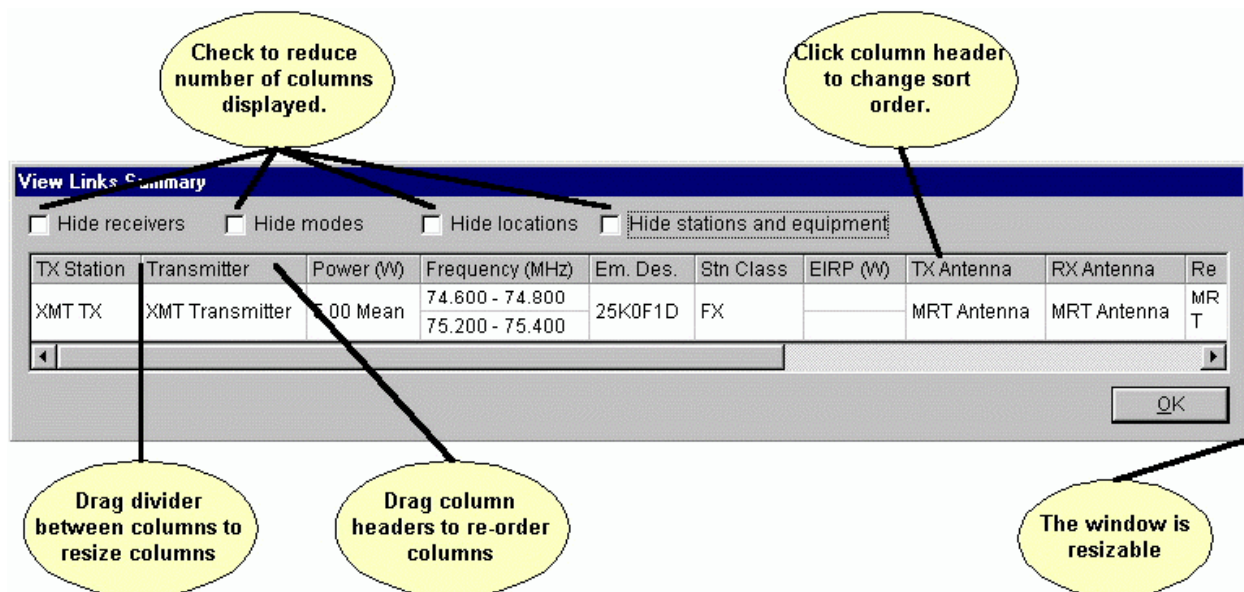 Check to reduce
number of columns
displayed.
Click column header
to change sort
order.
View Links Summary
Hide receivers Hide modes Hide locations Hide stations and equipment
TX Station Transmitter Power (W) Frequency (MHz) Em. Des. Stn Class EIRP (W) TX Antenna RX Antenna Re
XMT TX XMT Transmitter 5.00 Mean 74.600 - 74.800 25K0F1D FX MRT Antenna MRT Antenna MR
75.200 - 75.400 T
OK
Drag divider
between columns to
resize columns
Drag column
headers to re-order
columns
The window is
resizable